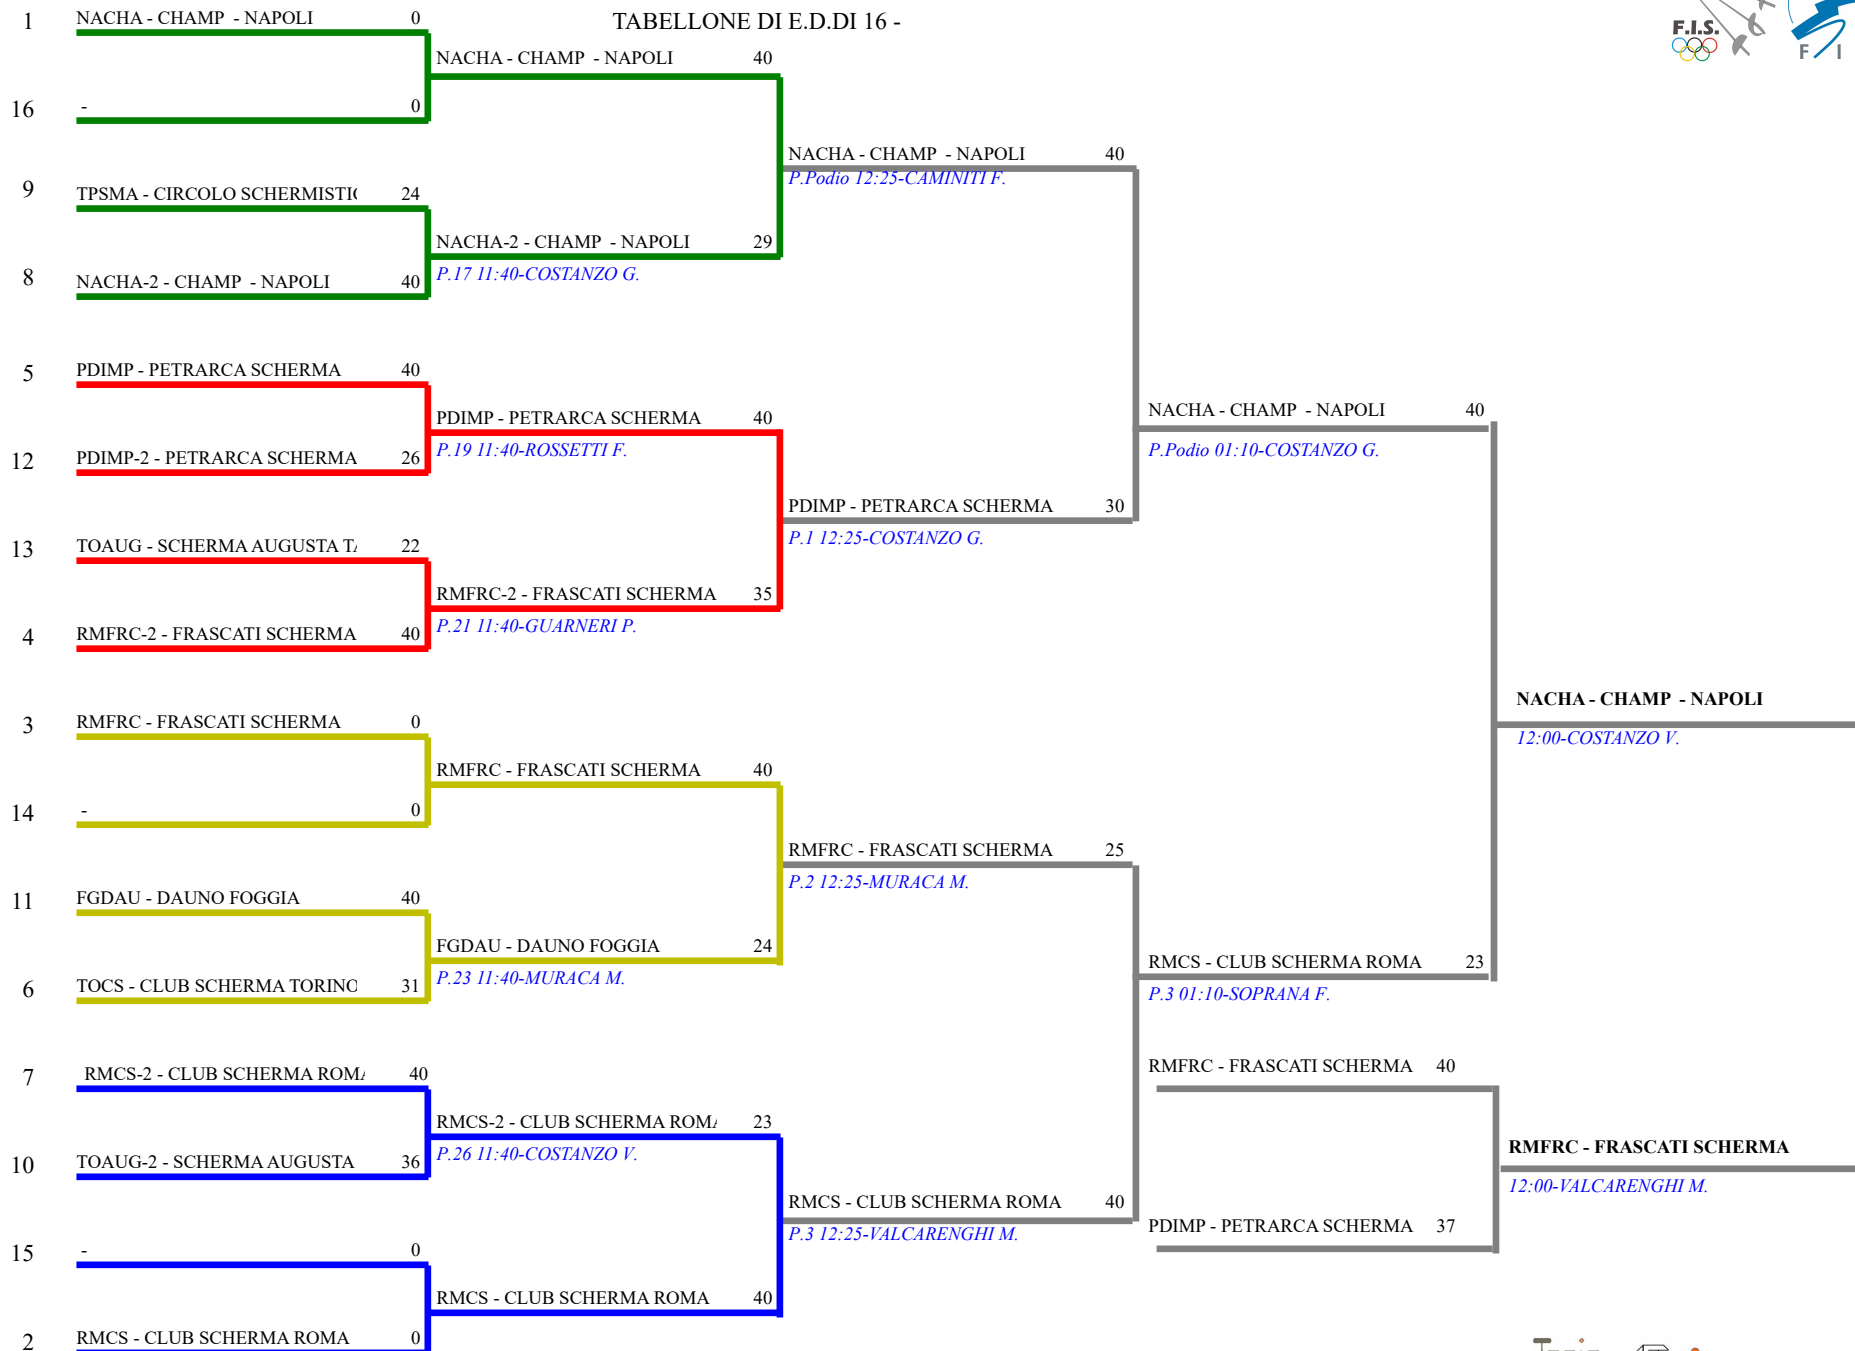 TABELLONE DI E.D.DI 16 -
F.I.S.
F I
1 NACHA - CHAMP - NAPOLI 0
NACHA - CHAMP - NAPOLI 40
16 - 0
NACHA - CHAMP - NAPOLI 40
P.Podio 12:25-CAMINITI F.
9 TPSMA - CIRCOLO SCHERMISTI 24
NACHA-2 - CHAMP - NAPOLI 29
P.17 11:40-COSTANZO G.
8 NACHA-2 - CHAMP - NAPOLI 40
5 PDIMP - PETRARCA SCHERMA 40
NACHA - CHAMP - NAPOLI 40
PDIMP - PETRARCA SCHERMA 40
P.19 11:40-ROSSETTI F.
P.Podio 01:10-COSTANZO G.
12 PDIMP-2 - PETRARCA SCHERMA 26
PDIMP - PETRARCA SCHERMA 30
P.1 12:25-COSTANZO G.
13 TOAUG - SCHERMA AUGUSTA T 22
RMFRC-2 - FRASCATI SCHERMA 35
P.21 11:40-GUARNERI P.
4 RMFRC-2 - FRASCATI SCHERMA 40
NACHA - CHAMP - NAPOLI
12:00-COSTANZO V.
3 RMFRC - FRASCATI SCHERMA 0
RMFRC - FRASCATI SCHERMA 40
14 - 0
RMFRC - FRASCATI SCHERMA 25
P.2 12:25-MURACA M.
11 FGDAU - DAUNO FOGGIA 40
FGDAU - DAUNO FOGGIA 24
P.23 11:40-MURACA M.
RMCS - CLUB SCHERMA ROMA 23
P.3 01:10-SOPRANA F.
6 TOCS - CLUB SCHERMA TORINO 31
RMFRC - FRASCATI SCHERMA 40
7 RMCS-2 - CLUB SCHERMA ROMA 40
RMCS-2 - CLUB SCHERMA ROMA 23
P.26 11:40-COSTANZO V.
RMFRC - FRASCATI SCHERMA
12:00-VALCARENGHI M.
10 TOAUG-2 - SCHERMA AUGUSTA 36
RMCS - CLUB SCHERMA ROMA 40
P.3 12:25-VALCARENGHI M.
PDIMP - PETRARCA SCHERMA 37
15 - 0
RMCS - CLUB SCHERMA ROMA 40
2 RMCS - CLUB SCHERMA ROMA 0